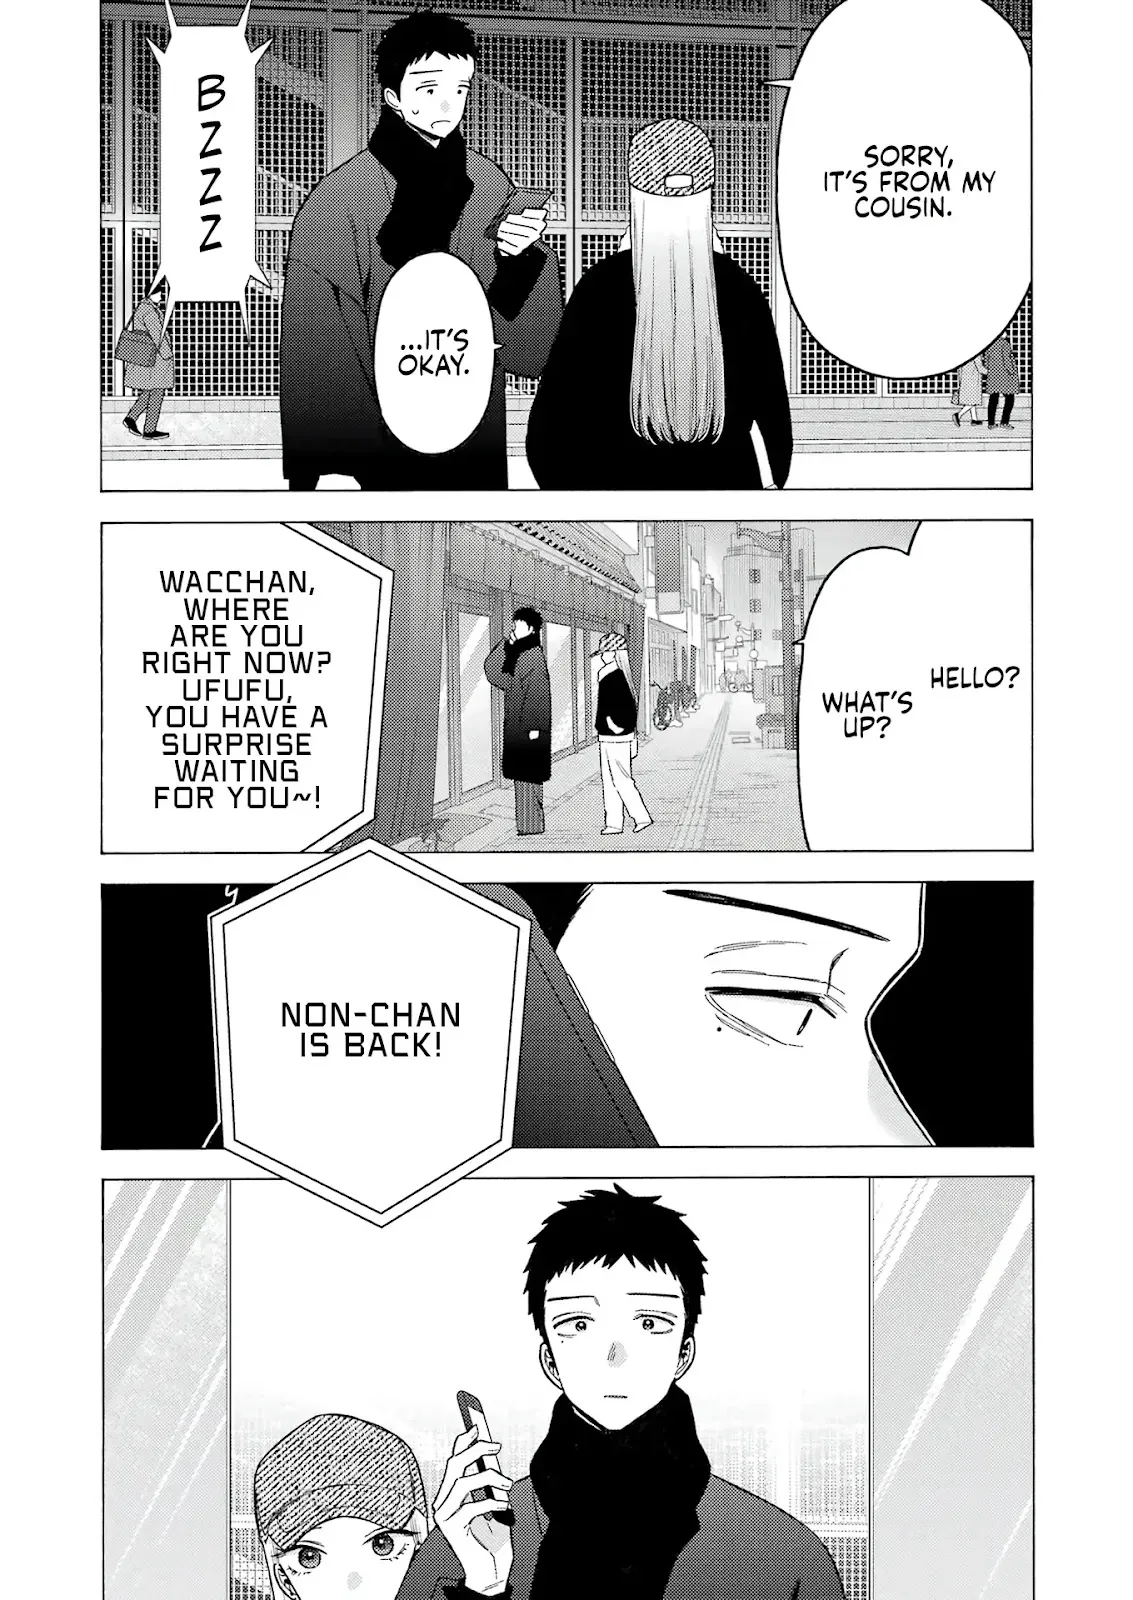 SORRY,
IT'S FROM MY
COUSIN.
BZZZ
...IT'S
OKAY.
HELLO?
WHAT'S
UP?
WACCHAN,
WHERE
ARE YOU
RIGHT NOW?
UFUFU,
YOU HAVE A
SURPRISE
WAITING
FOR YOU~!
NON-CHAN
IS BACK!